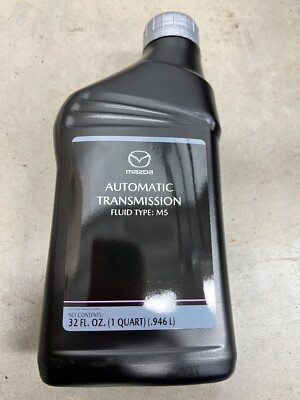 mazda
AUTOMATIC
TRANSMISSION
FLUID TYPE: M5
NET CONTENTS:
32 FL. OZ. (1 QUART) (.946 L)